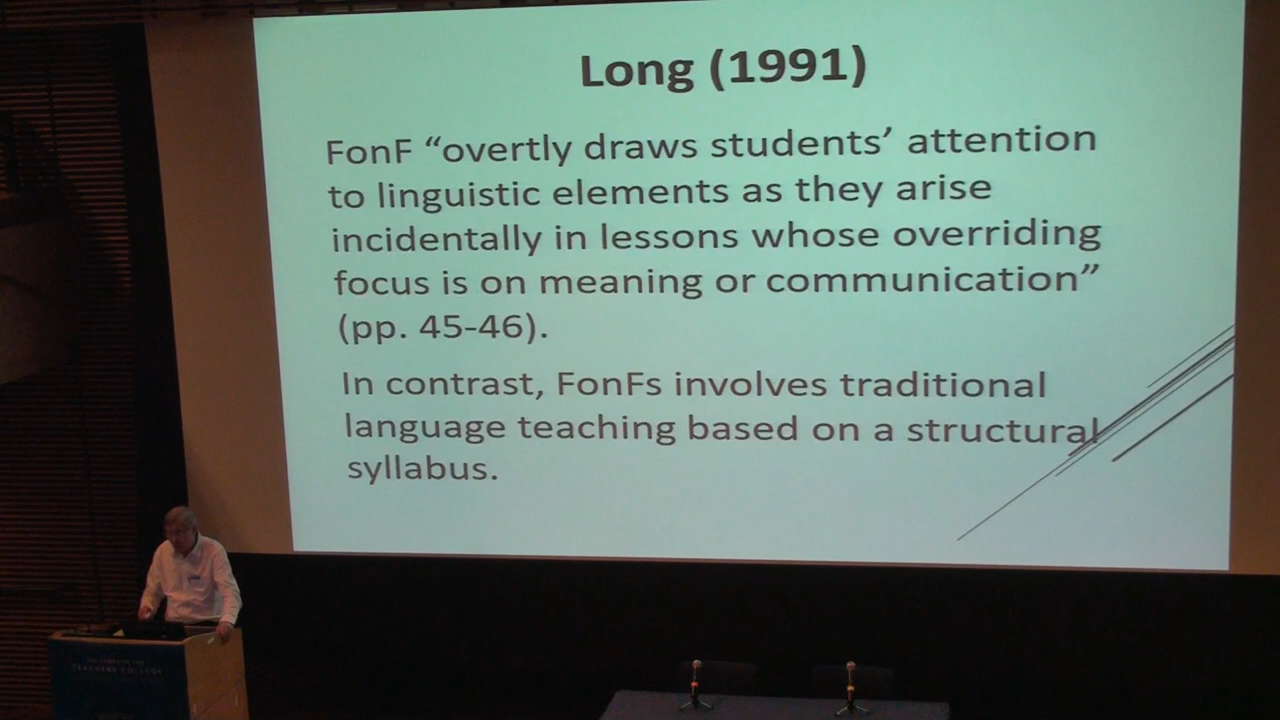 Long (1991)
FonF “overtly draws students’ attention
to linguistic elements as they arise
incidentally in lessons whose overriding
focus is on meaning or communication”
(pp. 45-46).
In contrast, FonFs involves traditional
language teaching based on a structural
syllabus.
TEACHERS COLLEGE